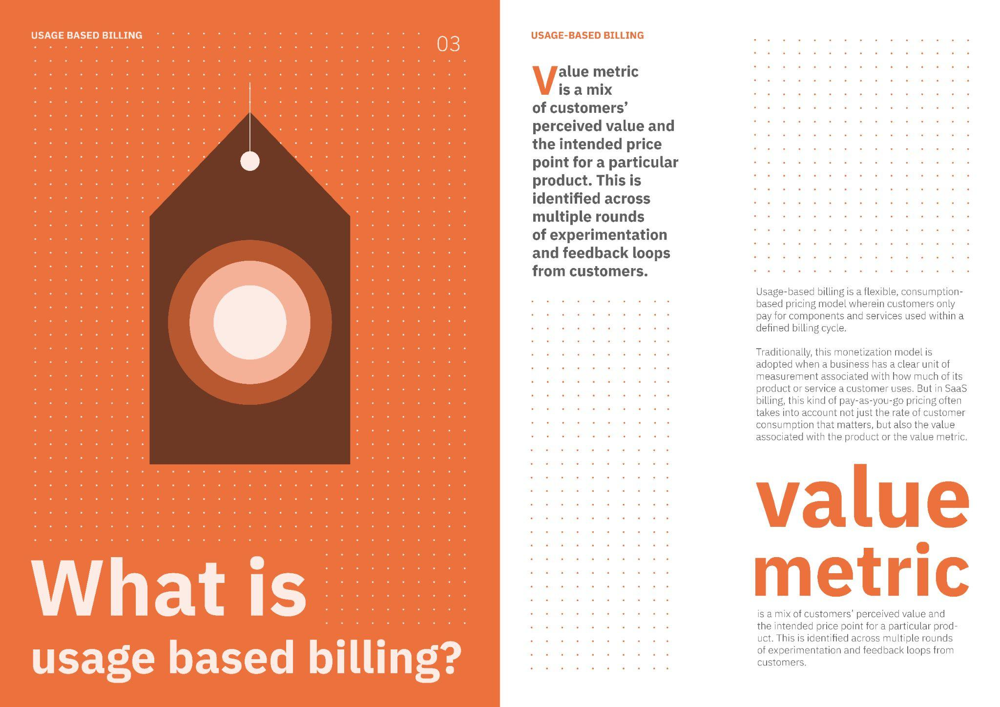 USAGE BASED BILLING
03
What is
usage based billing?
USAGE-BASED BILLING
Value metric
is a mix
of customers’
perceived value and
the intended price
point for a particular
product. This is
identified across
multiple rounds
of experimentation
and feedback loops
from customers.
Usage-based billing is a flexible, consumption-
based pricing model wherein customers only
pay for components and services used within a
defined billing cycle.
Traditionally, this monetization model is
adopted when a business has a clear unit of
measurement associated with how much of its
product or service a customer uses. But in SaaS
billing, this kind of pay-as-you-go pricing often
takes into account not just the rate of customer
consumption that matters, but also the value
associated with the product or the value metric.
value
metric
is a mix of customers’ perceived value and
the intended price point for a particular prod-
uct. This is identified across multiple rounds
of experimentation and feedback loops from
customers.